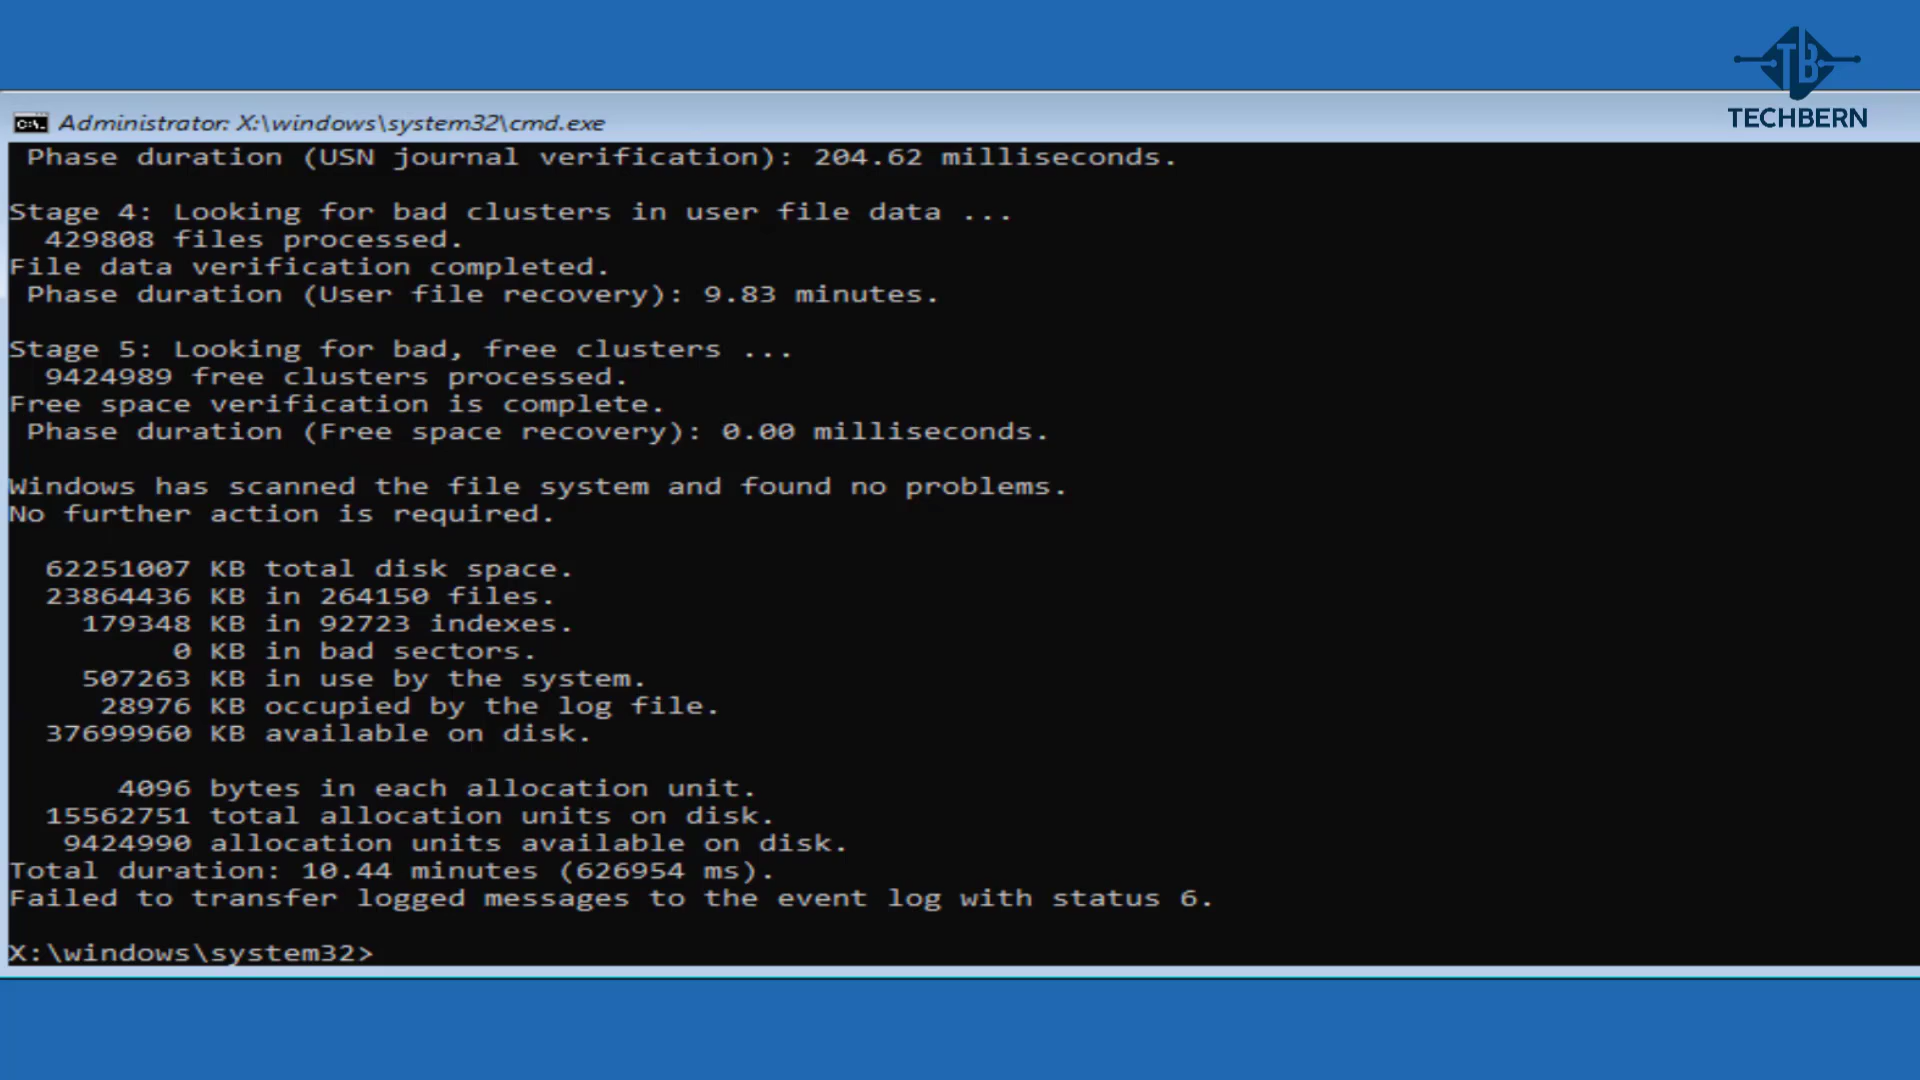 TB
TECHBERN
C:\.
Administrator: X:\windows\system32\cmd.exe
Phase duration (USN journal verification): 204.62 milliseconds.
Stage 4: Looking for bad clusters in user file data ...
429808 files processed.
File data verification completed.
Phase duration (User file recovery): 9.83 minutes.
Stage 5: Looking for bad, free clusters ...
9424989 free clusters processed.
Free space verification is complete.
Phase duration (Free space recovery): 0.00 milliseconds.
Windows has scanned the file system and found no problems.
No further action is required.
62251007 KB total disk space.
23864436 KB in 264150 files.
179348 KB in 92723 indexes.
0 KB in bad sectors.
507263 KB in use by the system.
28976 KB occupied by the log file.
37699960 KB available on disk.
4096 bytes in each allocation unit.
15562751 total allocation units on disk.
9424990 allocation units available on disk.
Total duration: 10.44 minutes (626954 ms).
Failed to transfer logged messages to the event log with status 6.
X:\windows\system32>